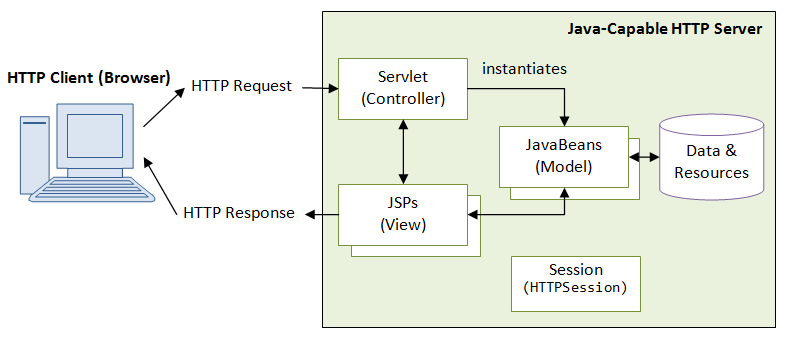 Java-Capable HTTP Server
HTTP Client (Browser)
HTTP Request
Servlet
(Controller)
instantiates
JavaBeans
(Model)
Data &
Resources
HTTP Response
JSPs
(View)
Session
(HTTPSession)